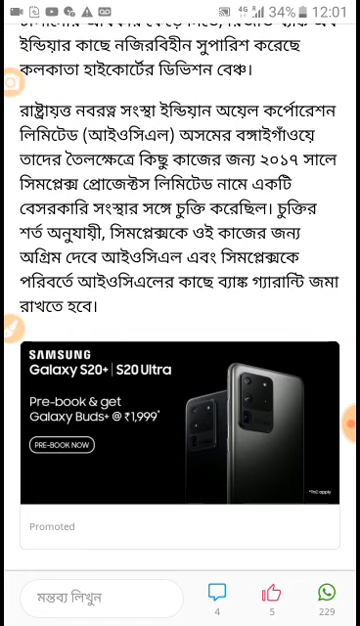 34% 12:01
ইন্ডিয়ার কাছে নজিরবিহীন সুপারিশ করেছে
কলকাতা হাইকোর্টের ডিভিশন বেঞ্চ।
রাষ্ট্রায়ত্ত নবরত্ন সংস্থা ইন্ডিয়ান অয়েল কর্পোরেশন
লিমিটেড (আইওসিএল) অসমের বঙ্গাইগাঁওয়ে
তাদের তৈলক্ষেত্রে কিছু কাজের জন্য ২০১৭ সালে
সিমপ্লেক্স প্রোজেক্টস লিমিটেড নামে একটি
বেসরকারি সংস্থার সঙ্গে চুক্তি করেছিল। চুক্তির
শর্ত অনুযায়ী, সিমপ্লেক্সকে ওই কাজের জন্য
অগ্রিম দেবে আইওসিএল এবং সিমপ্লেক্সকে
পরিবর্তে আইওসিএলের কাছে ব্যাঙ্ক গ্যারান্টি জমা
রাখতে হবে।
SAMSUNG
Galaxy S20+ | S20 Ultra
Pre-book & get
Galaxy Buds+ @ ₹1,999*
PRE-BOOK NOW
*T&C apply
Promoted
মন্তব্য লিখুন
4 5 229